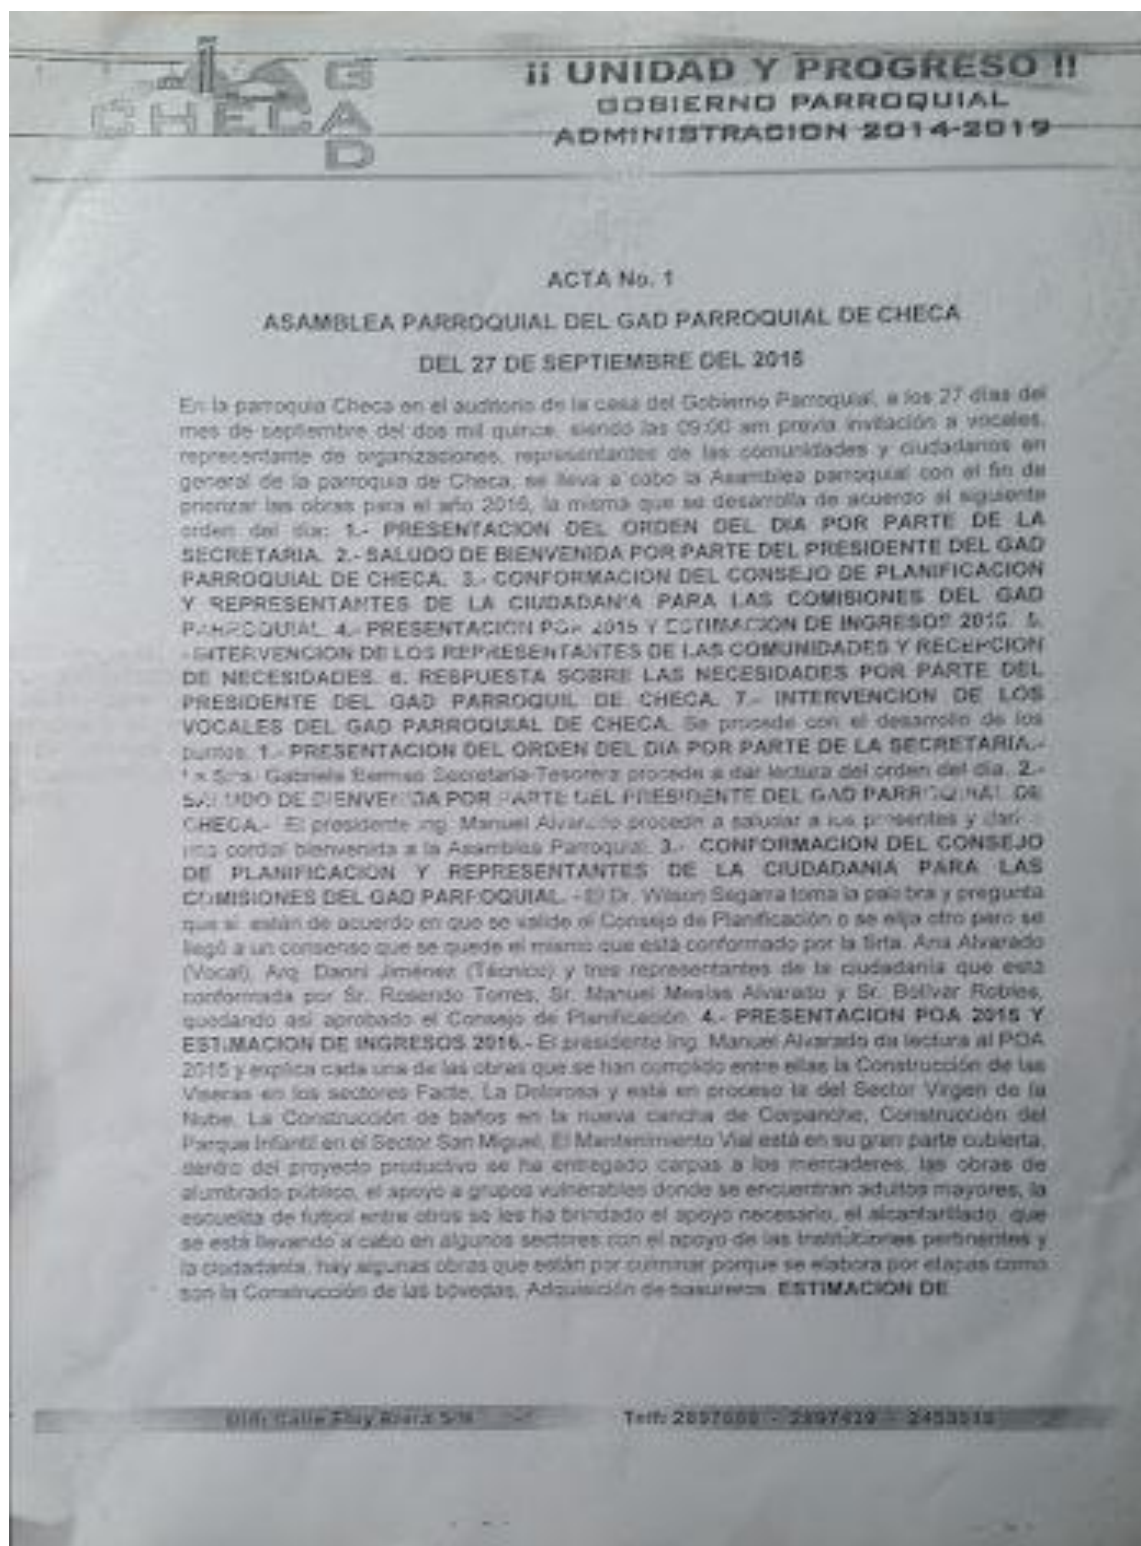 CHECA GAD
¡¡ UNIDAD Y PROGRESO !!
GOBIERNO PARROQUIAL
ADMINISTRACION 2014-2019
ACTA No. 1
ASAMBLEA PARROQUIAL DEL GAD PARROQUIAL DE CHECA
DEL 27 DE SEPTIEMBRE DEL 2015
En la parroquia Checa en el auditorio de la casa del Gobierno Parroquial, a los 27 días del
mes de septiembre del dos mil quince, siendo las 09:00 am previa invitación a vocales,
representante de organizaciones, representantes de las comunidades y ciudadanos en
general de la parroquia de Checa, se lleva a cabo la Asamblea parroquial con el fin de
priorizar las obras para el año 2016, la misma que se desarrolla de acuerdo al siguiente
orden del día: 1.- PRESENTACION DEL ORDEN DEL DIA POR PARTE DE LA
SECRETARIA. 2.- SALUDO DE BIENVENIDA POR PARTE DEL PRESIDENTE DEL GAD
PARROQUIAL DE CHECA. 3.- CONFORMACION DEL CONSEJO DE PLANIFICACION
Y REPRESENTANTES DE LA CIUDADANIA PARA LAS COMISIONES DEL GAD
PARROQUIAL. 4.- PRESENTACION POA 2015 Y ESTIMACION DE INGRESOS 2016. 5.
-INTERVENCION DE LOS REPRESENTANTES DE LAS COMUNIDADES Y RECEPCION
DE NECESIDADES. 6. RESPUESTA SOBRE LAS NECESIDADES POR PARTE DEL
PRESIDENTE DEL GAD PARROQUIL DE CHECA. 7.- INTERVENCION DE LOS
VOCALES DEL GAD PARROQUIAL DE CHECA. Se procede con el desarrollo de los
puntos. 1.- PRESENTACION DEL ORDEN DEL DIA POR PARTE DE LA SECRETARIA.-
La Srta. Gabriela Bermeo Secretaria-Tesorera procede a dar lectura del orden del día. 2.-
SALUDO DE BIENVENIDA POR PARTE DEL PRESIDENTE DEL GAD PARROQUIAL DE
CHECA.- El presidente Ing. Manuel Alvarado procede a saludar a los presentes y dar
una cordial bienvenida a la Asamblea Parroquial. 3.- CONFORMACION DEL CONSEJO
DE PLANIFICACION Y REPRESENTANTES DE LA CIUDADANIA PARA LAS
COMISIONES DEL GAD PARROQUIAL. - El Dr. Wilson Segarra toma la palabra y pregunta
que si están de acuerdo en que se valide el Consejo de Planificación o se elija otro pero se
llegó a un consenso que se quede el mismo que está conformado por la Srta. Ana Alvarado
(Vocal), Arq. Danni Jiménez (Técnico) y tres representantes de la ciudadanía que está
conformada por Sr. Rosendo Torres, Sr. Manuel Mesías Alvarado y Sr. Bolívar Robles,
quedando así aprobado el Consejo de Planificación. 4.- PRESENTACION POA 2015 Y
ESTIMACION DE INGRESOS 2016.- El presidente Ing. Manuel Alvarado da lectura al POA
2015 y explica cada una de las obras que se han cumplido entre ellas la Construcción de las
Viseras en los sectores Facte, La Dolorosa y está en proceso la del Sector Virgen de la
Nube, La Construcción de baños en la nueva cancha de Corpanche, Construcción del
Parque Infantil en el Sector San Miguel, El Mantenimiento Vial está en su gran parte cubierta,
dentro del proyecto productivo se ha entregado carpas a los mercaderes, las obras de
alumbrado público, el apoyo a grupos vulnerables donde se encuentran adultos mayores, la
escuelita de futbol entre otros se les ha brindado el apoyo necesario, el alcantarillado, que
se está llevando a cabo en algunos sectores con el apoyo de las Instituciones pertinentes y
la ciudadanía, hay algunas obras que están por culminar porque se elabora por etapas como
son la Construcción de las bóvedas, Adquisición de basureros. ESTIMACION DE
Calle S/N
Telf: